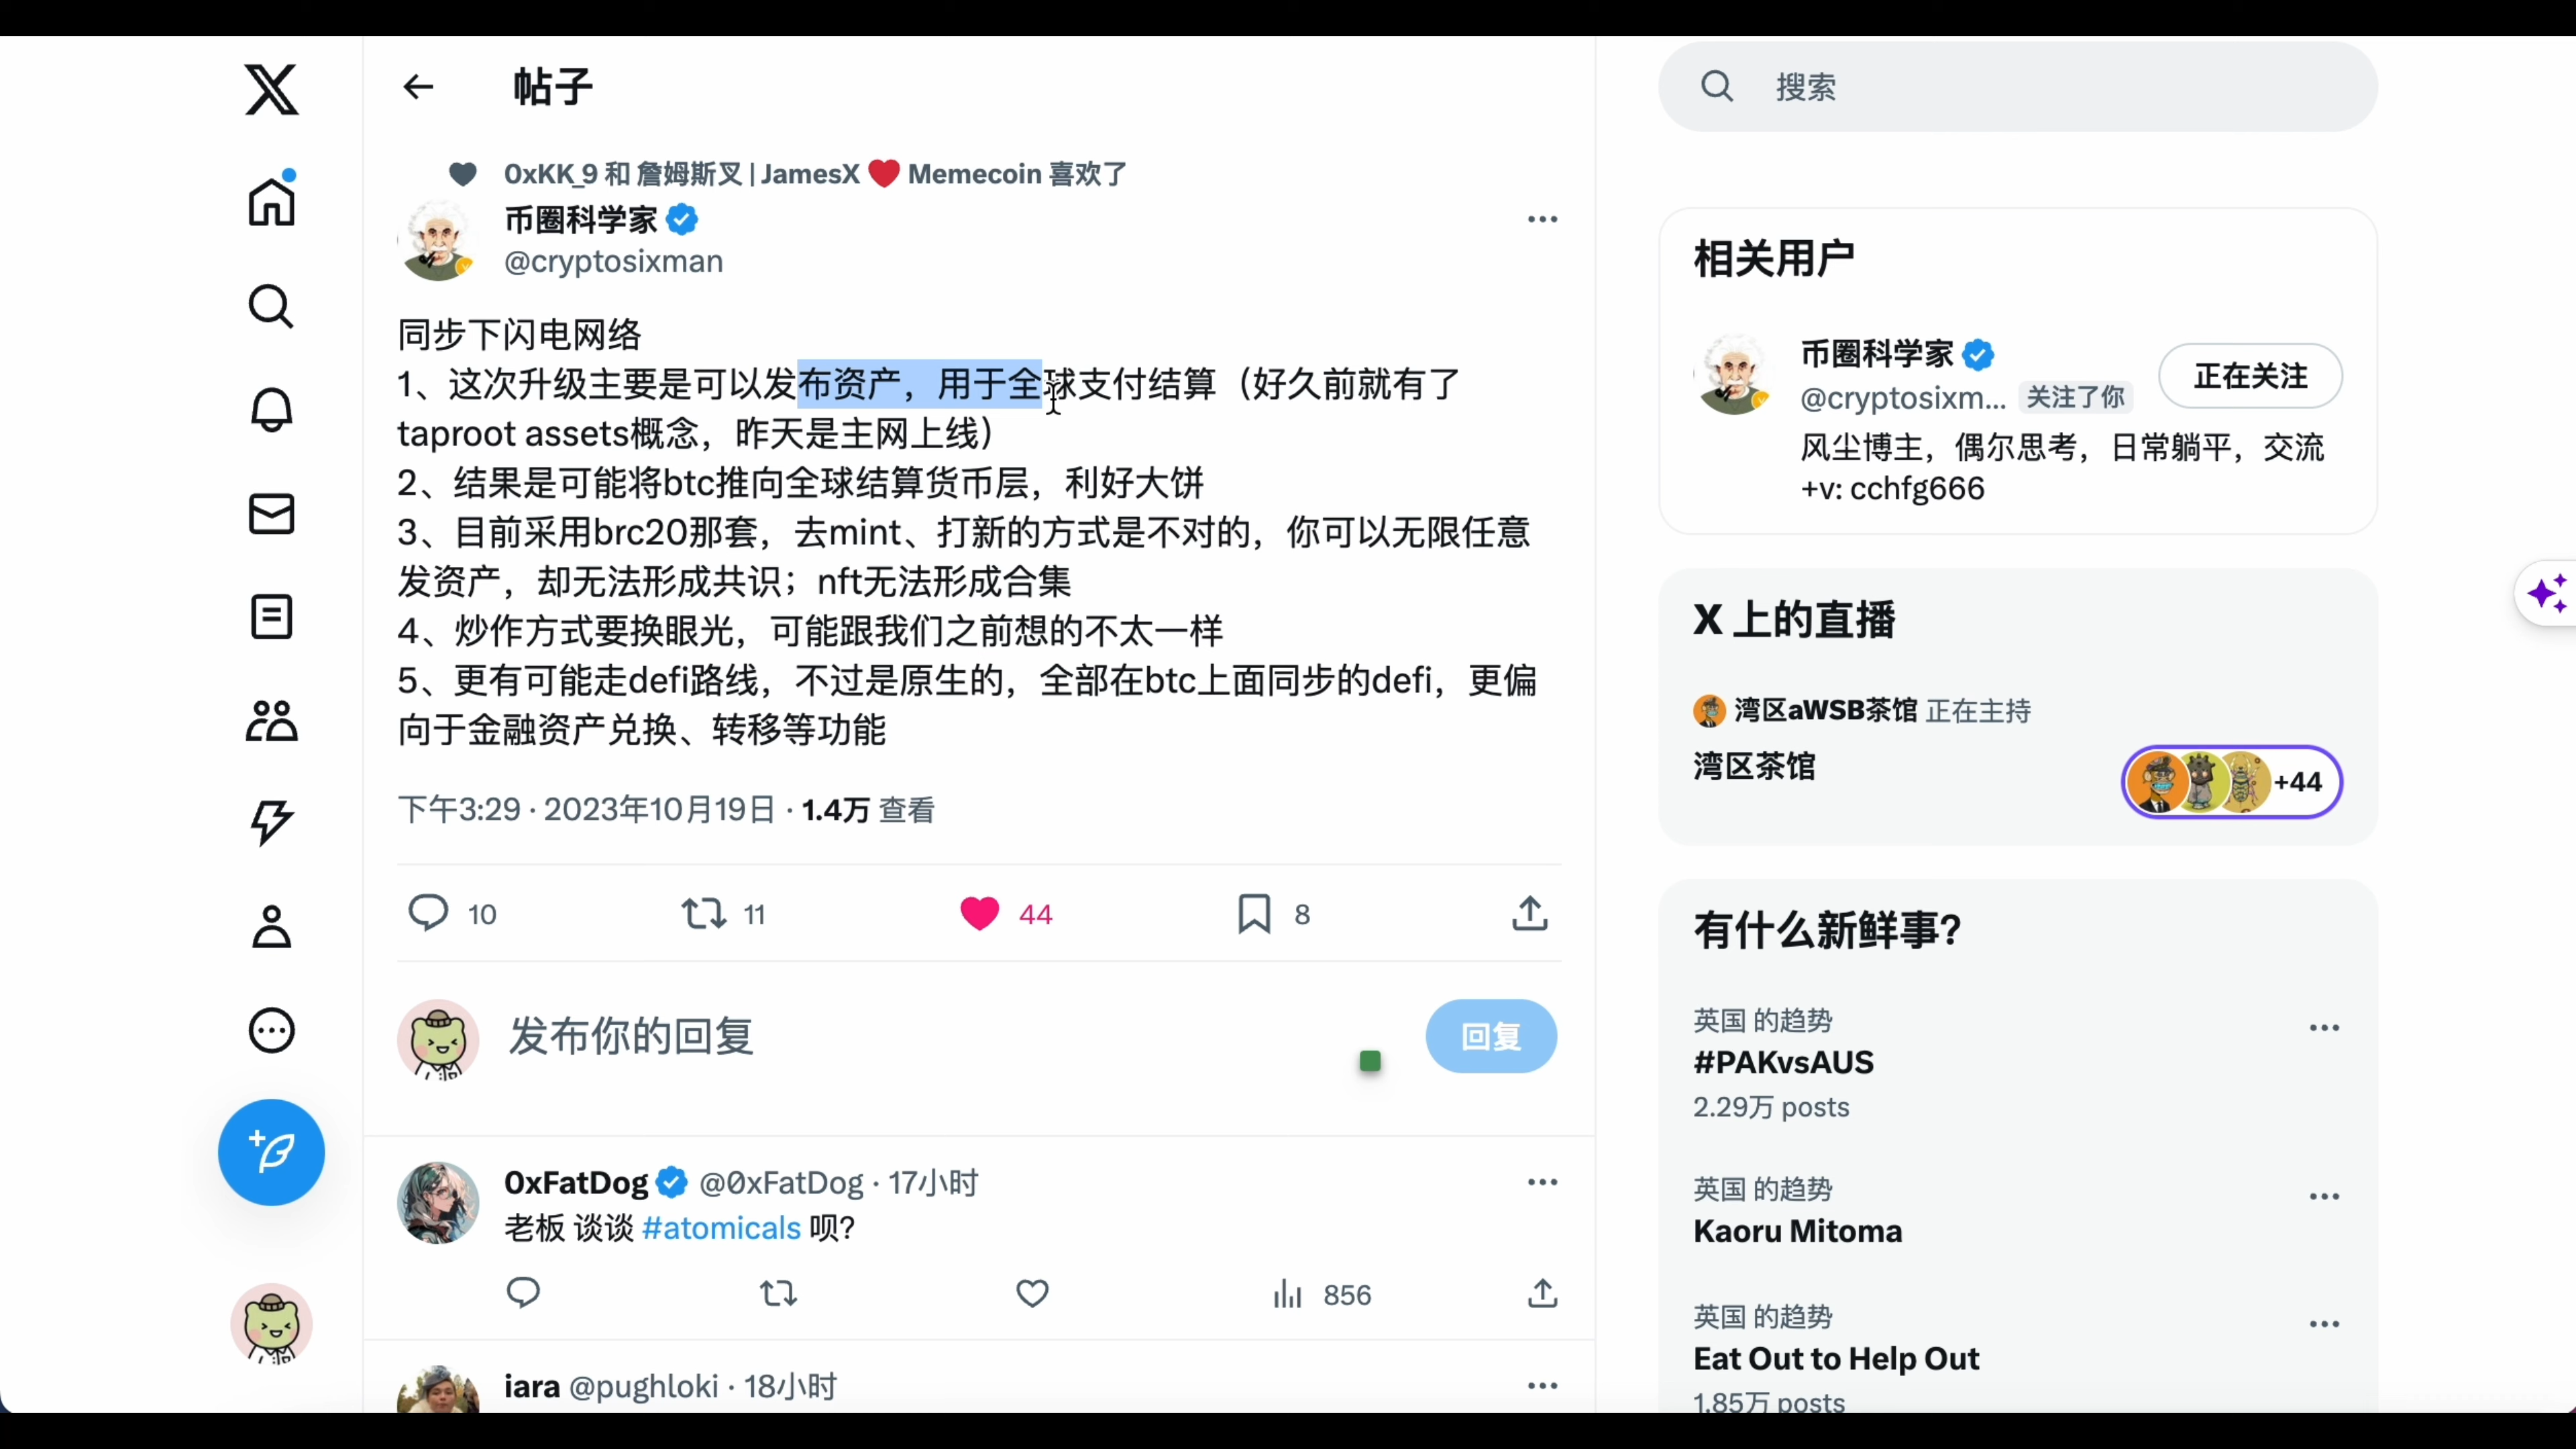 帖子
搜索
0xKK_9 和 詹姆斯叉 | JamesX ❤️ Memecoin 喜欢了
币圈科学家
@cryptosixman
同步下闪电网络
1、这次升级主要是可以发布资产，用于全球支付结算（好久前就有了
taproot assets概念，昨天是主网上线）
2、结果是可能将btc推向全球结算货币层，利好大饼
3、目前采用brc20那套，去mint、打新的方式是不对的，你可以无限任意
发资产，却无法形成共识；nft无法形成合集
4、炒作方式要换眼光，可能跟我们之前想的不太一样
5、更有可能走defi路线，不过是原生的，全部在btc上面同步的defi，更偏
向于金融资产兑换、转移等功能
下午3:29 · 2023年10月19日 · 1.4万 查看
10 11 44 8
发布你的回复
回复
0xFatDog @0xFatDog · 17小时
老板 谈谈 #atomicals 呗?
856
iara @pughloki · 18小时
相关用户
币圈科学家
@cryptosixm... 关注了你
正在关注
风尘博主，偶尔思考，日常躺平，交流
+v: cchfg666
X 上的直播
湾区aWSB茶馆 正在主持
湾区茶馆
+44
有什么新鲜事?
英国 的趋势
#PAKvsAUS
2.29万 posts
英国 的趋势
Kaoru Mitoma
英国 的趋势
Eat Out to Help Out
1.85万 posts